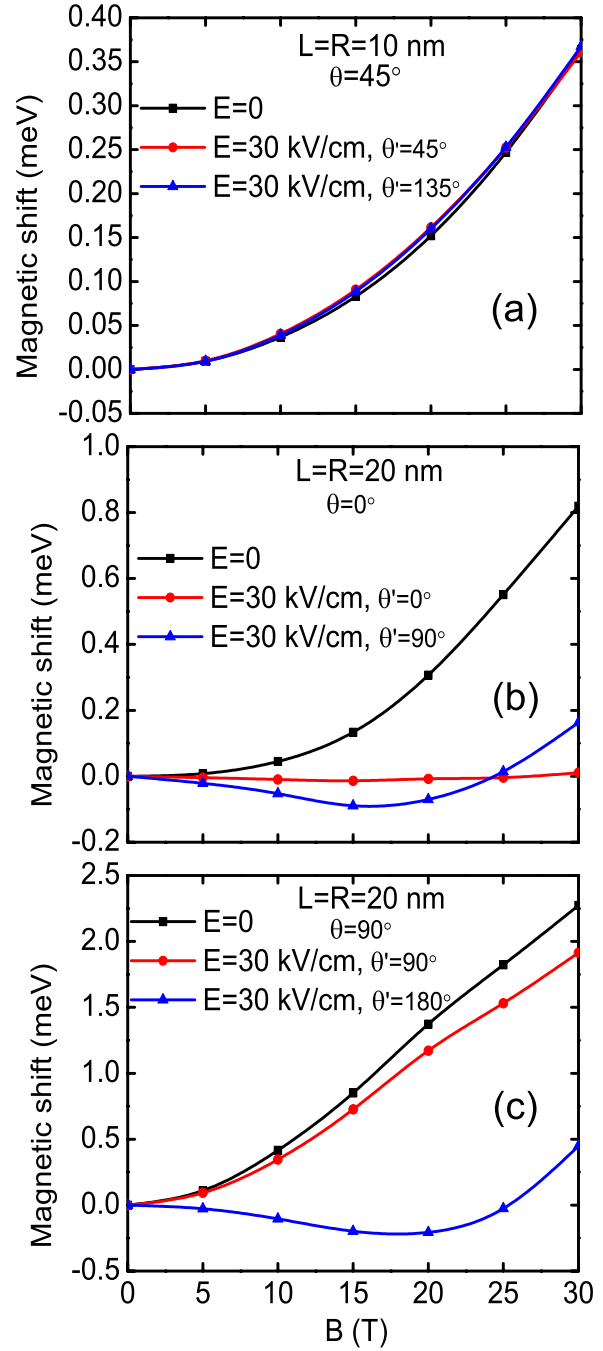 0.40
0.35
0.30
0.25
0.20
0.15
0.10
0.05
0.00
-0.05
Magnetic shift (meV)
L=R=10 nm
θ=45°
E=0
E=30 kV/cm, θ'=45°
E=30 kV/cm, θ'=135°
(a)
1.0
0.8
0.6
0.4
0.2
0.0
-0.2
Magnetic shift (meV)
L=R=20 nm
θ=0°
E=0
E=30 kV/cm, θ'=0°
E=30 kV/cm, θ'=90°
(b)
2.5
2.0
1.5
1.0
0.5
0.0
-0.5
Magnetic shift (meV)
L=R=20 nm
θ=90°
E=0
E=30 kV/cm, θ'=90°
E=30 kV/cm, θ'=180°
(c)
0 5 10 15 20 25 30
B (T)